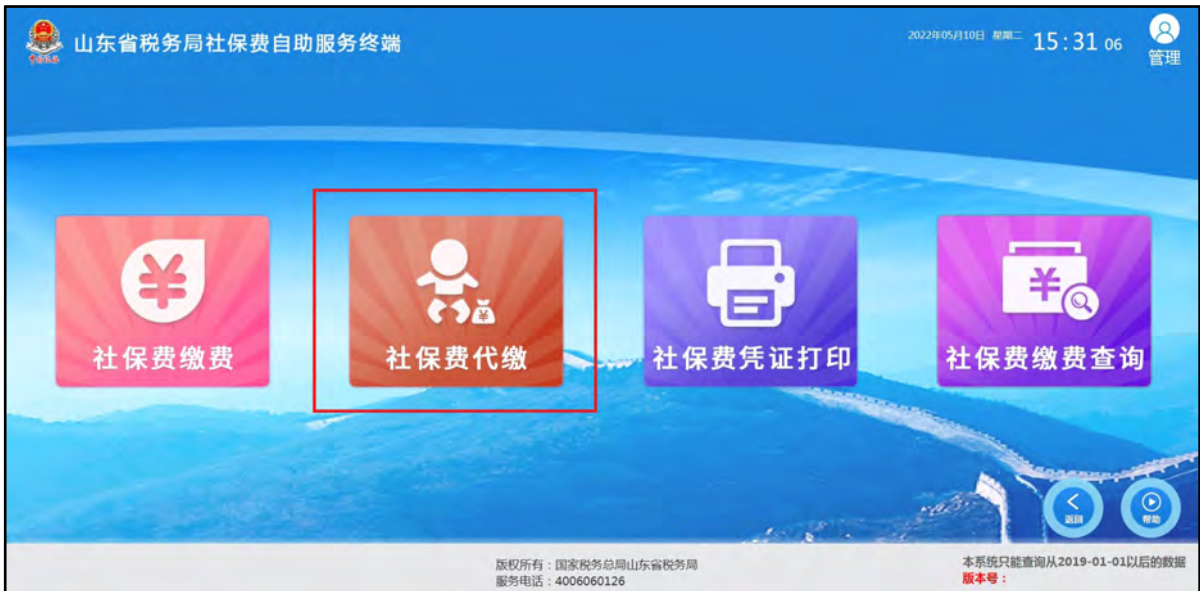 山东省税务局社保费自助服务终端
2022年05月10日 星期二 15:31 06
管理
中国税务
社保费缴费
社保费代缴
社保费凭证打印
社保费缴费查询
返回
帮助
版权所有：国家税务总局山东省税务局
服务电话：4006060126
本系统只能查询从2019-01-01以后的数据
版本号：